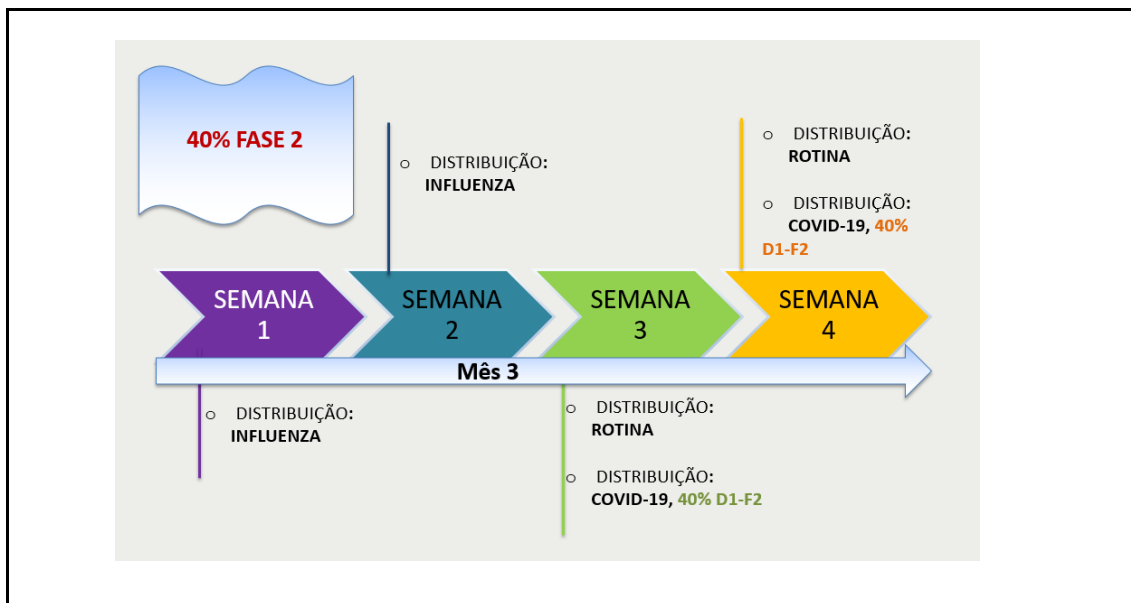 40% FASE 2
o DISTRIBUIÇÃO:
INFLUENZA
o DISTRIBUIÇÃO:
ROTINA
o DISTRIBUIÇÃO:
COVID-19, 40%
D1-F2
SEMANA
1
SEMANA
2
SEMANA
3
SEMANA
4
Mês 3
o DISTRIBUIÇÃO:
INFLUENZA
o DISTRIBUIÇÃO:
ROTINA
o DISTRIBUIÇÃO:
COVID-19, 40% D1-F2